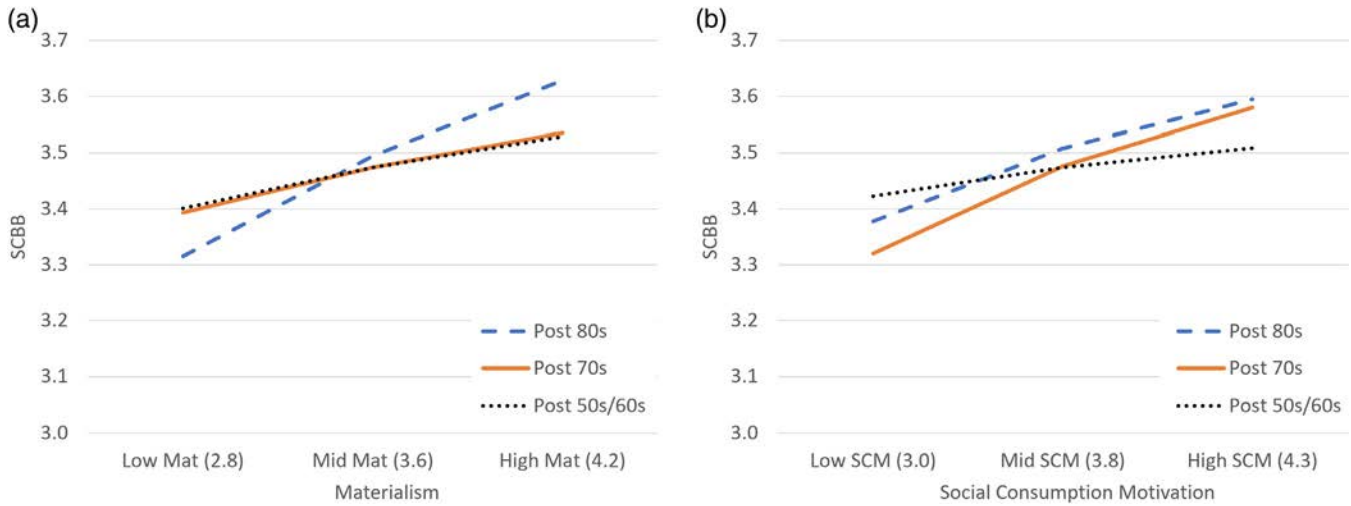 (a)
3.7
3.6
3.5
3.4
3.3
3.2
3.1
3.0
SCBB
Post 80s
Post 70s
Post 50s/60s
Low Mat (2.8) Mid Mat (3.6) High Mat (4.2)
Materialism
(b)
3.7
3.6
3.5
3.4
3.3
3.2
3.1
3.0
SCBB
Post 80s
Post 70s
Post 50s/60s
Low SCM (3.0) Mid SCM (3.8) High SCM (4.3)
Social Consumption Motivation